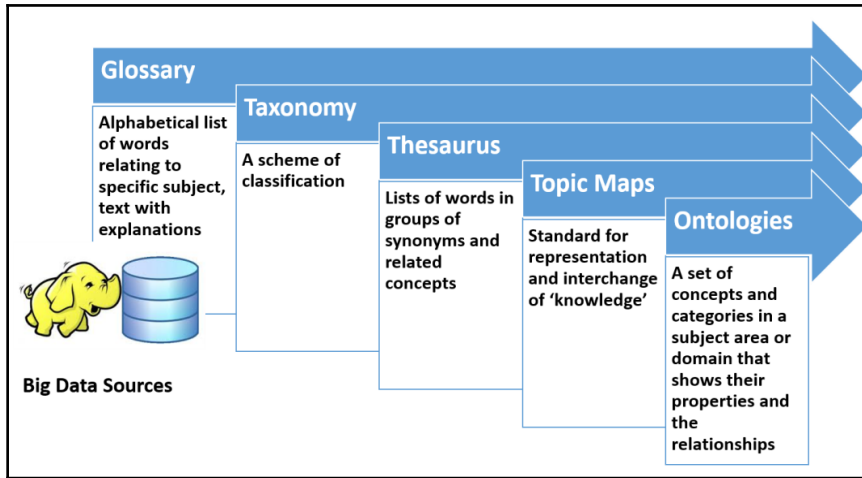 Glossary
Alphabetical list
of words
relating to
specific subject,
text with
explanations
Taxonomy
A scheme of
classification
Thesaurus
Lists of words in
groups of
synonyms and
related
concepts
Topic Maps
Standard for
representation
and interchange
of ‘knowledge’
Ontologies
A set of
concepts and
categories in a
subject area or
domain that
shows their
properties and
the
relationships
Big Data Sources